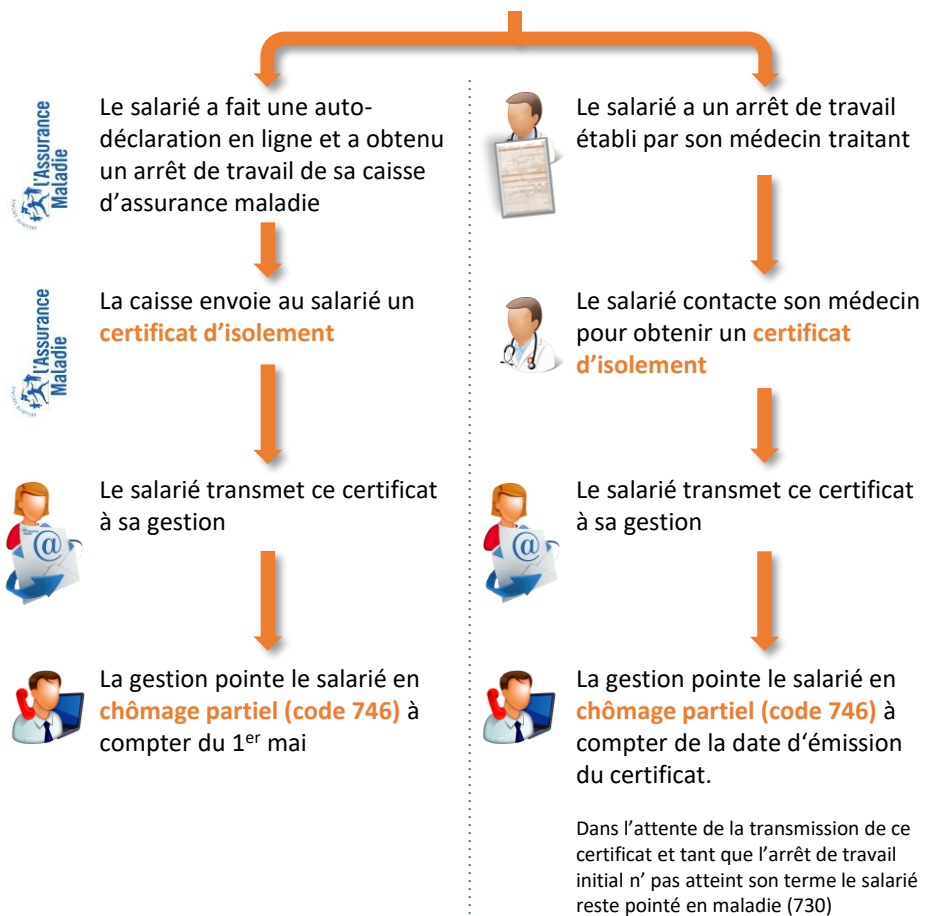 Le salarié a fait une auto-
déclaration en ligne et a obtenu
un arrêt de travail de sa caisse
d'assurance maladie
l'Assurance
Maladie
La caisse envoie au salarié un
certificat d'isolement
l'Assurance
Maladie
Le salarié transmet ce certificat
à sa gestion
@
La gestion pointe le salarié en
chômage partiel (code 746) à
compter du 1er mai
Le salarié a un arrêt de travail
établi par son médecin traitant
Le salarié contacte son médecin
pour obtenir un certificat
d'isolement
Le salarié transmet ce certificat
à sa gestion
@
La gestion pointe le salarié en
chômage partiel (code 746) à
compter de la date d'émission
du certificat.
Dans l'attente de la transmission de ce
certificat et tant que l'arrêt de travail
initial n' pas atteint son terme le salarié
reste pointé en maladie (730)